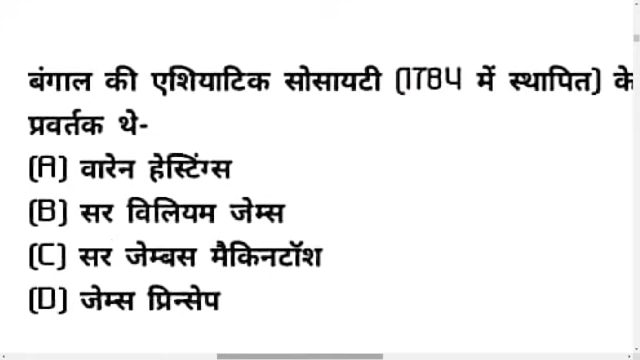 बंगाल की एशियाटिक सोसायटी (1784 में स्थापित) के
प्रवर्तक थे-
(A) वारेन हेस्टिंग्स
(B) सर विलियम जेम्स
(C) सर जेम्बस मैकिनटॉश
(D) जेम्स प्रिन्सेप